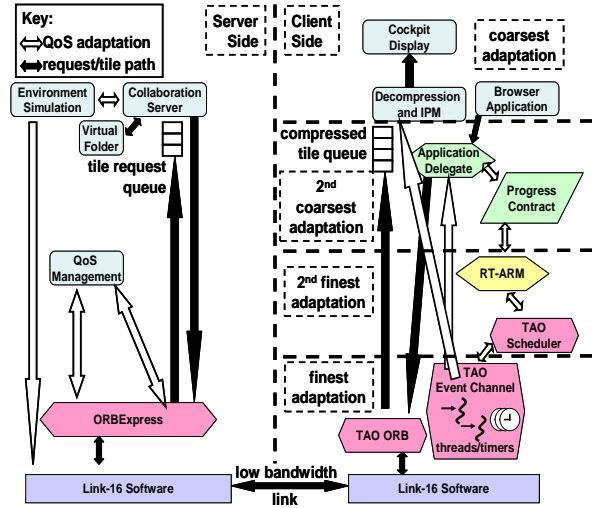 Key:
QoS adaptation
request/tile path
Server
Side
Client
Side
Cockpit
Display
coarsest
adaptation
Environment
Simulation
Collaboration
Server
Decompression
and IPM
Browser
Application
Virtual
Folder
tile request
queue
compressed
tile queue
Application
Delegate
2nd
coarsest
adaptation
Progress
Contract
QoS
Management
2nd finest
adaptation
RT-ARM
TAO
Scheduler
finest
adaptation
TAO
Event Channel
threads/timers
ORBExpress
TAO ORB
low bandwidth
link
Link-16 Software
Link-16 Software